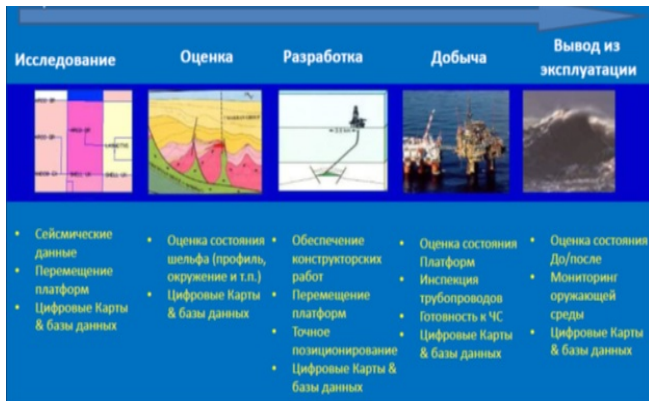 Исследование
Оценка
Разработка
Добыча
Вывод из
эксплуатации
• Сейсмические
данные
• Перемещение
платформ
• Цифровые Карты
& базы данных
• Оценка состояния
шельфа (профиль,
окружение и т.п.)
• Цифровые Карты
& базы данных
• Обеспечение
конструкторских
работ
• Перемещение
платформ
• Точное
позиционирование
• Цифровые Карты &
базы данных
• Оценка состояния
Платформ
• Инспекция
трубопроводов
• Готовность к ЧС
• Цифровые Карты
& базы данных
• Оценка состояния
До/после
• Мониторинг
оружающей
среды
• Цифровые Карты
& базы данных